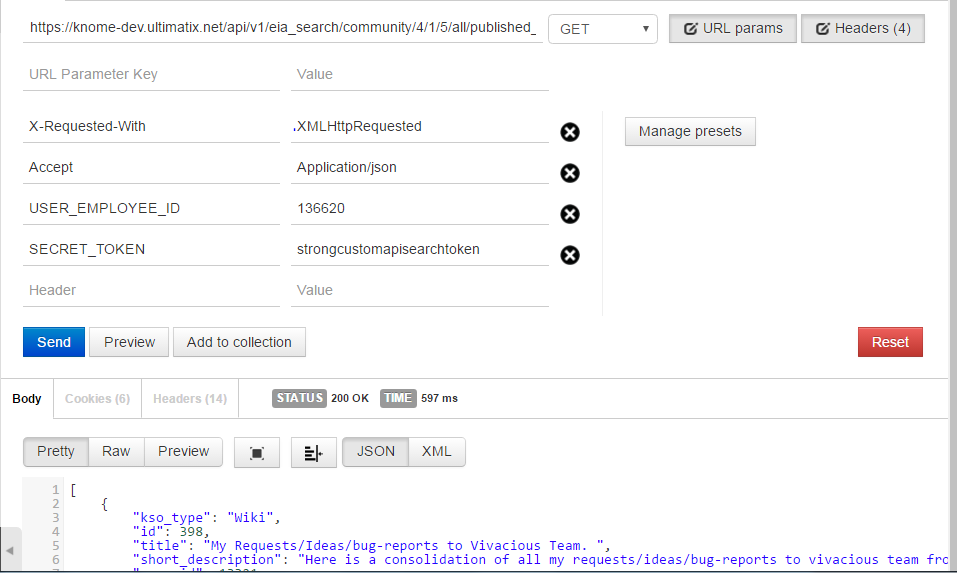 https://knome-dev.ultimatix.net/api/v1/eia_search/community/4/1/5/all/published_ GET URL params Headers (4)
URL Parameter Key Value
X-Requested-With XMLHttpRequested Manage presets
Accept Application/json
USER_EMPLOYEE_ID 136620
SECRET_TOKEN strongcustomapisearchtoken
Header Value
Send Preview Add to collection Reset
Body Cookies (6) Headers (14) STATUS 200 OK TIME 597 ms
Pretty Raw Preview JSON XML
1 [
2 {
3 "kso_type": "Wiki",
4 "id": 398,
5 "title": "My Requests/Ideas/bug-reports to Vivacious Team. ",
6 "short_description": "Here is a consolidation of all my requests/ideas/bug-reports to vivacious team fro